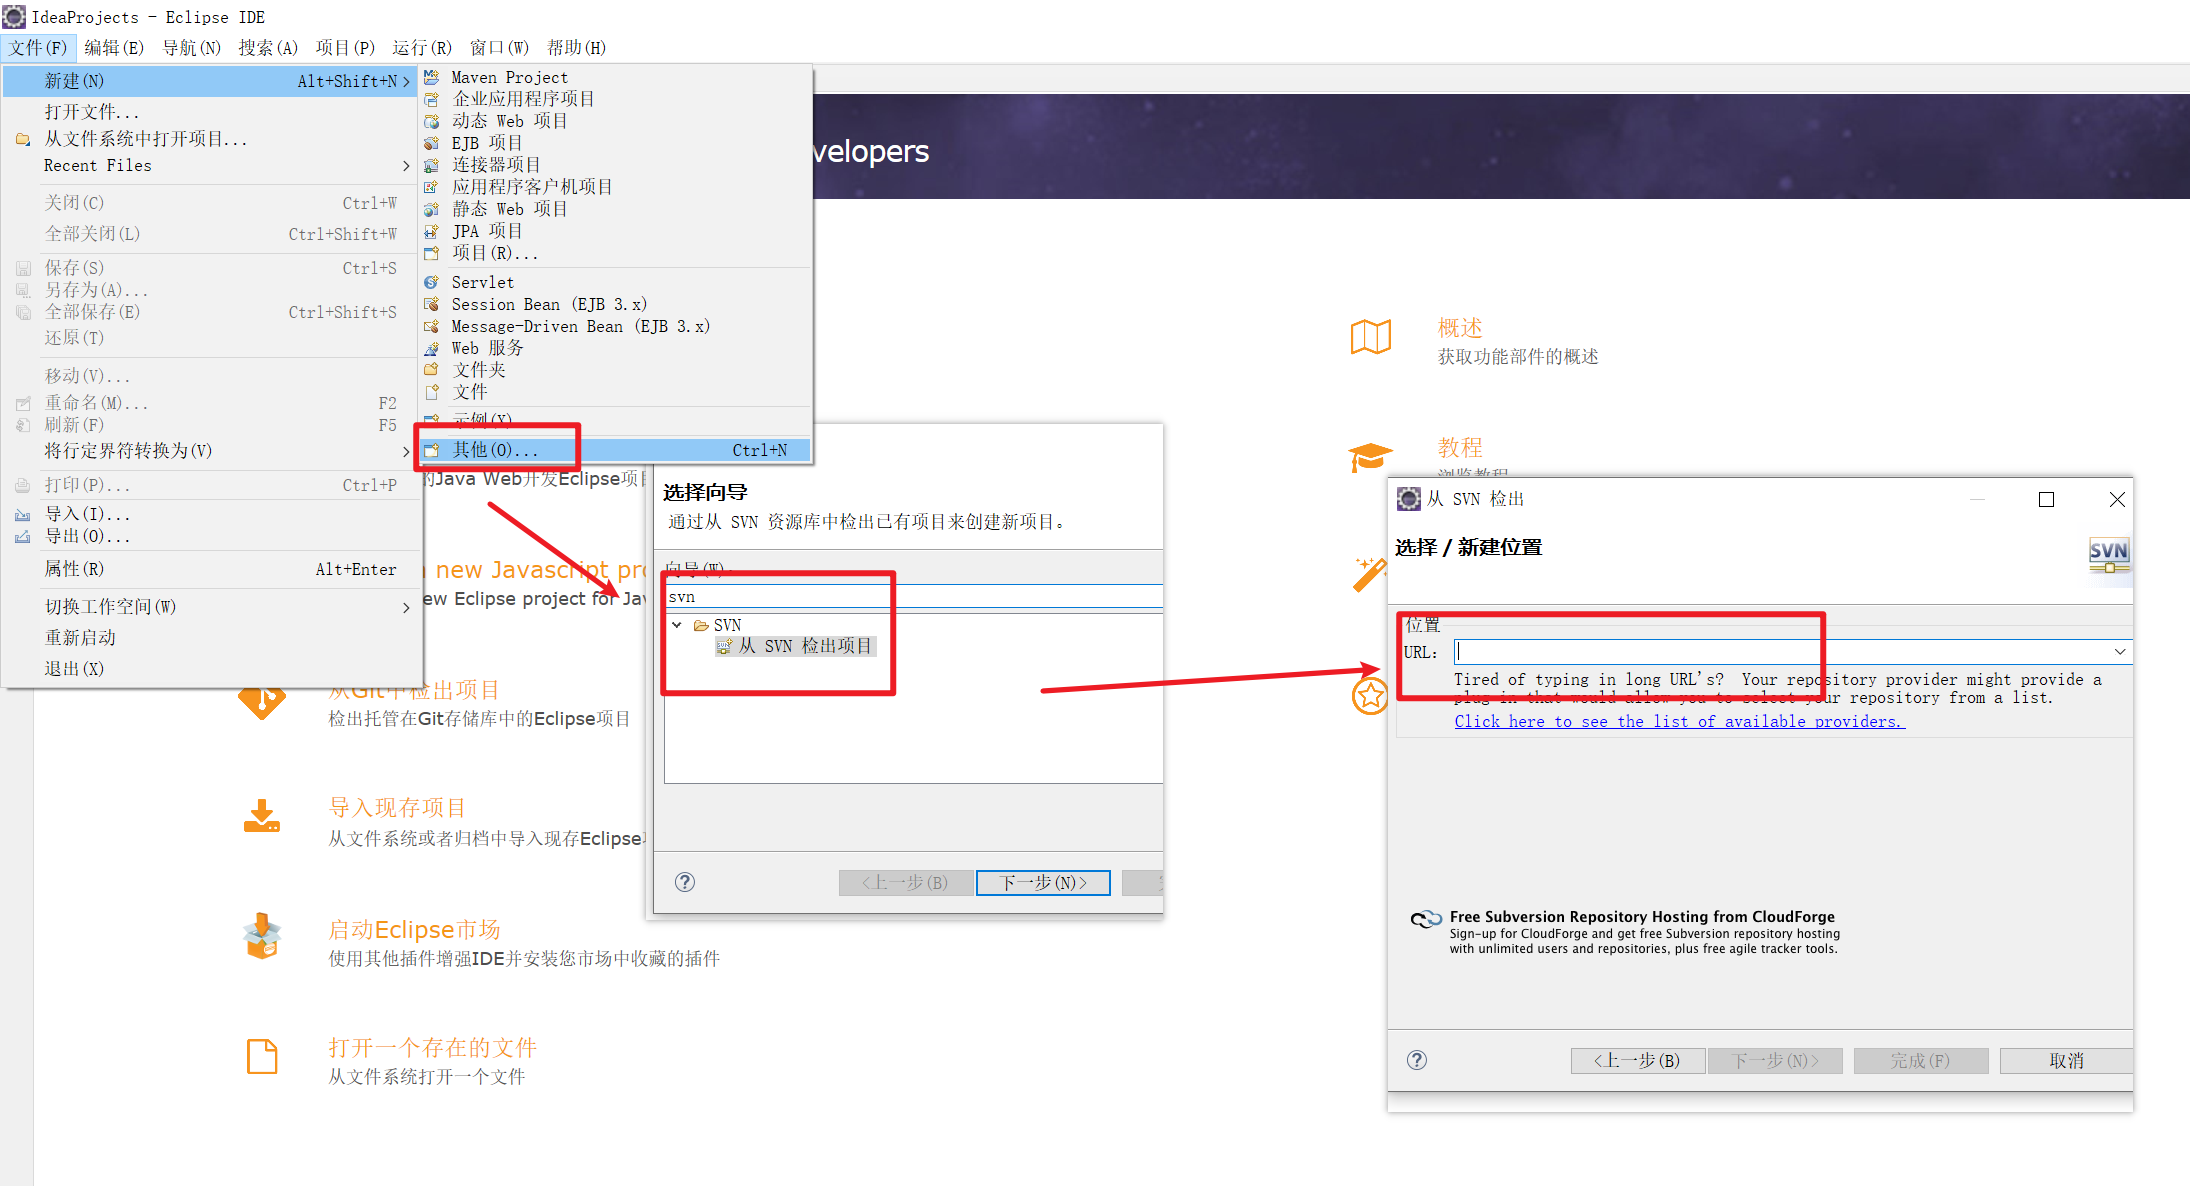 IdeaProjects - Eclipse IDE
文件(F) 编辑(E) 导航(N) 搜索(A) 项目(P) 运行(R) 窗口(W) 帮助(H)
新建(N) Alt+Shift+N
打开文件...
从文件系统中打开项目...
Recent Files
关闭(C) Ctrl+W
全部关闭(L) Ctrl+Shift+W
保存(S) Ctrl+S
另存为(A)...
全部保存(E) Ctrl+Shift+S
还原(T)
移动(V)...
重命名(M)... F2
刷新(F) F5
将行定界符转换为(V)
打印(P)... Ctrl+P
导入(I)...
导出(O)...
属性(R) Alt+Enter
切换工作空间(W)
重新启动
退出(X)
Maven Project
企业应用程序项目
动态 Web 项目
EJB 项目
连接器项目
应用程序客户机项目
静态 Web 项目
JPA 项目
项目(R)...
Servlet
Session Bean (EJB 3.x)
Message-Driven Bean (EJB 3.x)
Web 服务
文件夹
文件
示例(X)
其他(O)... Ctrl+N
velopers
的Java Web开发Eclipse项目
new Javascript pro
ew Eclipse project for Jav
从Git中检出项目
检出托管在Git存储库中的Eclipse项目
导入现存项目
从文件系统或者归档中导入现存Eclipse
启动Eclipse市场
使用其他插件增强IDE并安装您市场中收藏的插件
打开一个存在的文件
从文件系统打开一个文件
概述
获取功能部件的概述
教程
浏览教程
选择向导
通过从 SVN 资源库中检出已有项目来创建新项目。
向导(W):
svn
SVN
从 SVN 检出项目
<上一步(B) 下一步(N)>
从 SVN 检出
选择 / 新建位置
SVN
位置
URL:
Tired of typing in long URL's?  Your repository provider might provide a
plug-in that would allow you to select your repository from a list.
Click here to see the list of available providers.
Free Subversion Repository Hosting from CloudForge
Sign-up for CloudForge and get free Subversion repository hosting
with unlimited users and repositories, plus free agile tracker tools.
<上一步(B) 下一步(N)> 完成(F) 取消